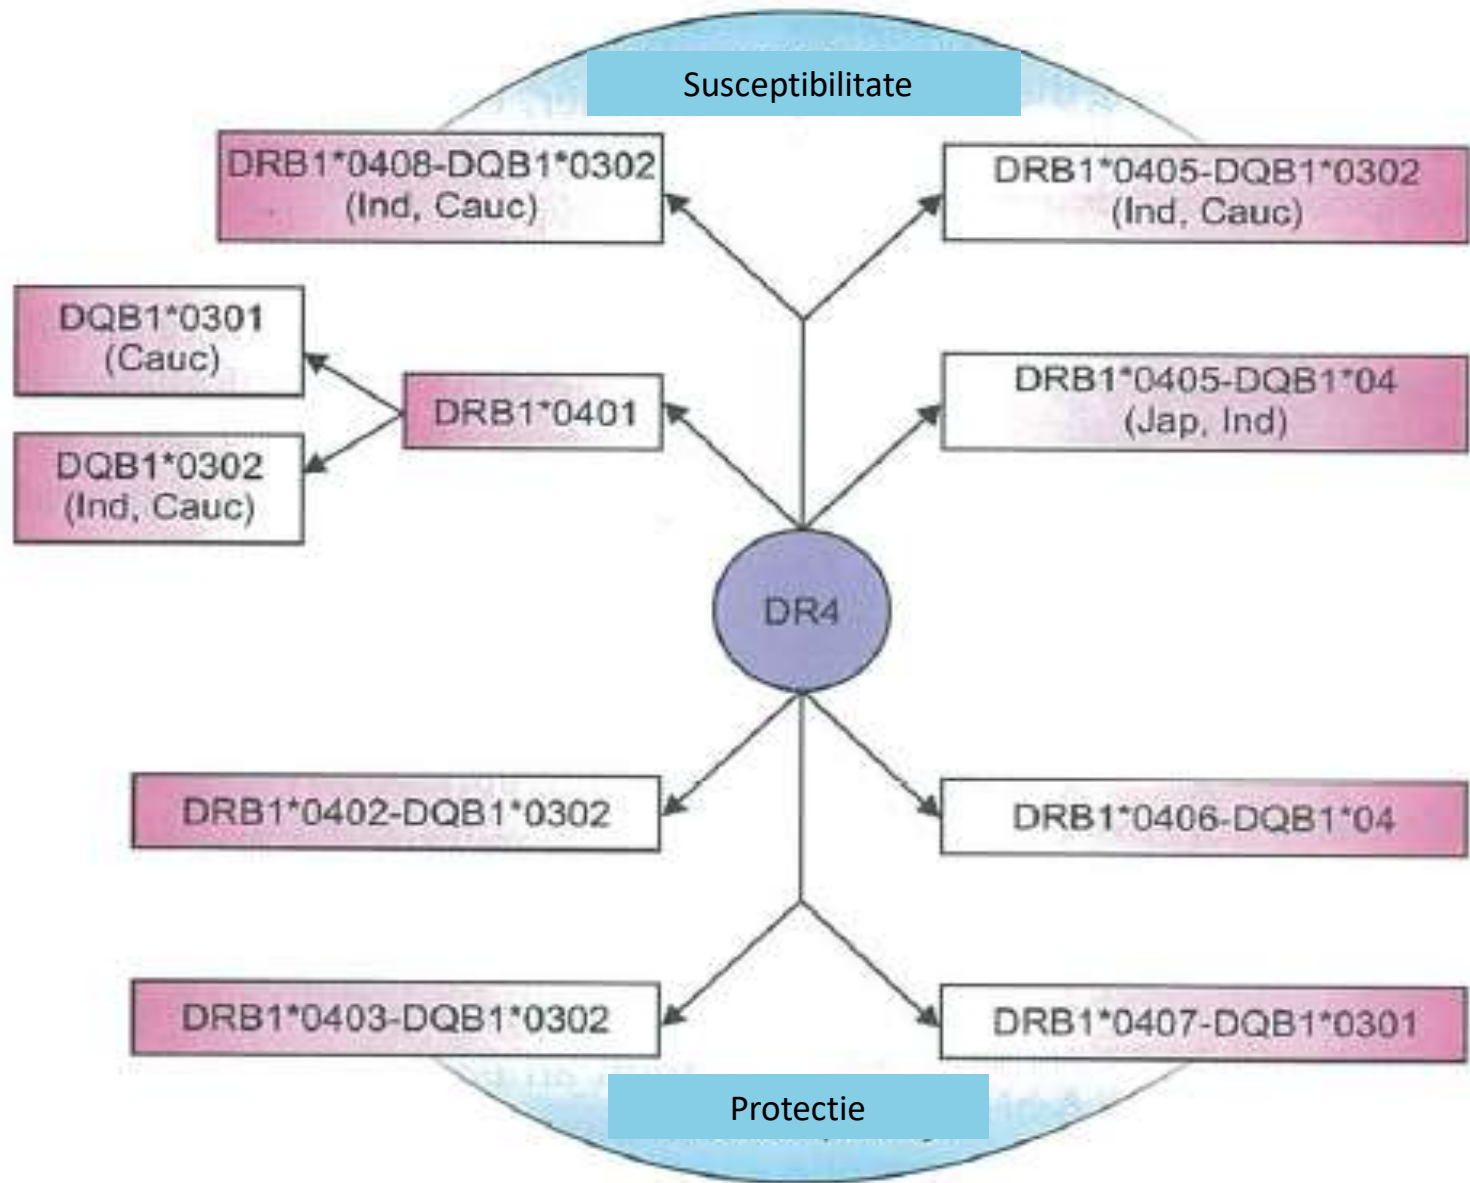 Susceptibilitate
DRB1*0408-DQB1*0302
(Ind, Cauc)
DRB1*0405-DQB1*0302
(Ind, Cauc)
DQB1*0301
(Cauc)
DRB1*0401
DRB1*0405-DQB1*04
(Jap, Ind)
DQB1*0302
(Ind, Cauc)
DR4
DRB1*0402-DQB1*0302
DRB1*0406-DQB1*04
DRB1*0403-DQB1*0302
DRB1*0407-DQB1*0301
Protectie